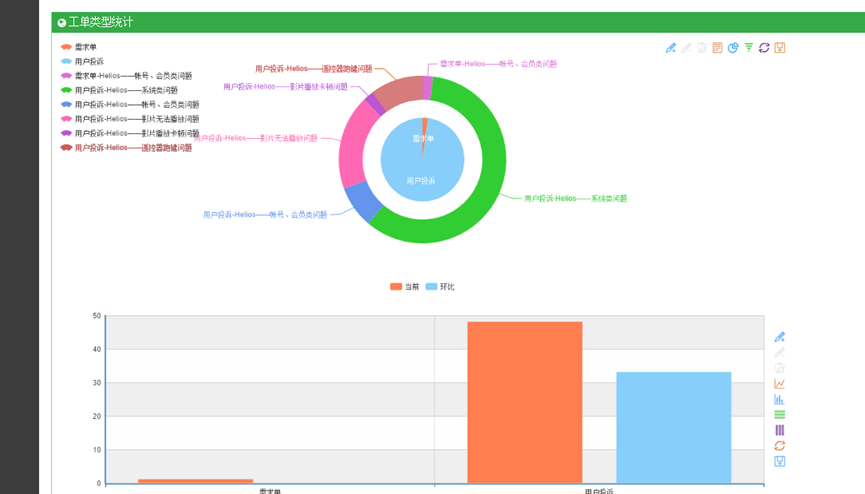 工单类型统计
需求单
用户投诉
需求单-Helios——帐号、会员类问题
用户投诉-Helios——系统类问题
用户投诉-Helios——帐号、会员类问题
用户投诉-Helios——影片无法播放问题
用户投诉-Helios——影片播放卡顿问题
用户投诉-Helios——遥控器跑键问题
用户投诉-Helios——遥控器跑键问题
需求单-Helios——帐号、会员类问题
用户投诉-Helios——影片播放卡顿问题
用户投诉-Helios——影片无法播放问题
需求单
用户投诉
用户投诉-Helios——系统类问题
用户投诉-Helios——帐号、会员类问题
当前 环比
50
40
30
20
10
0
需求单 用户投诉